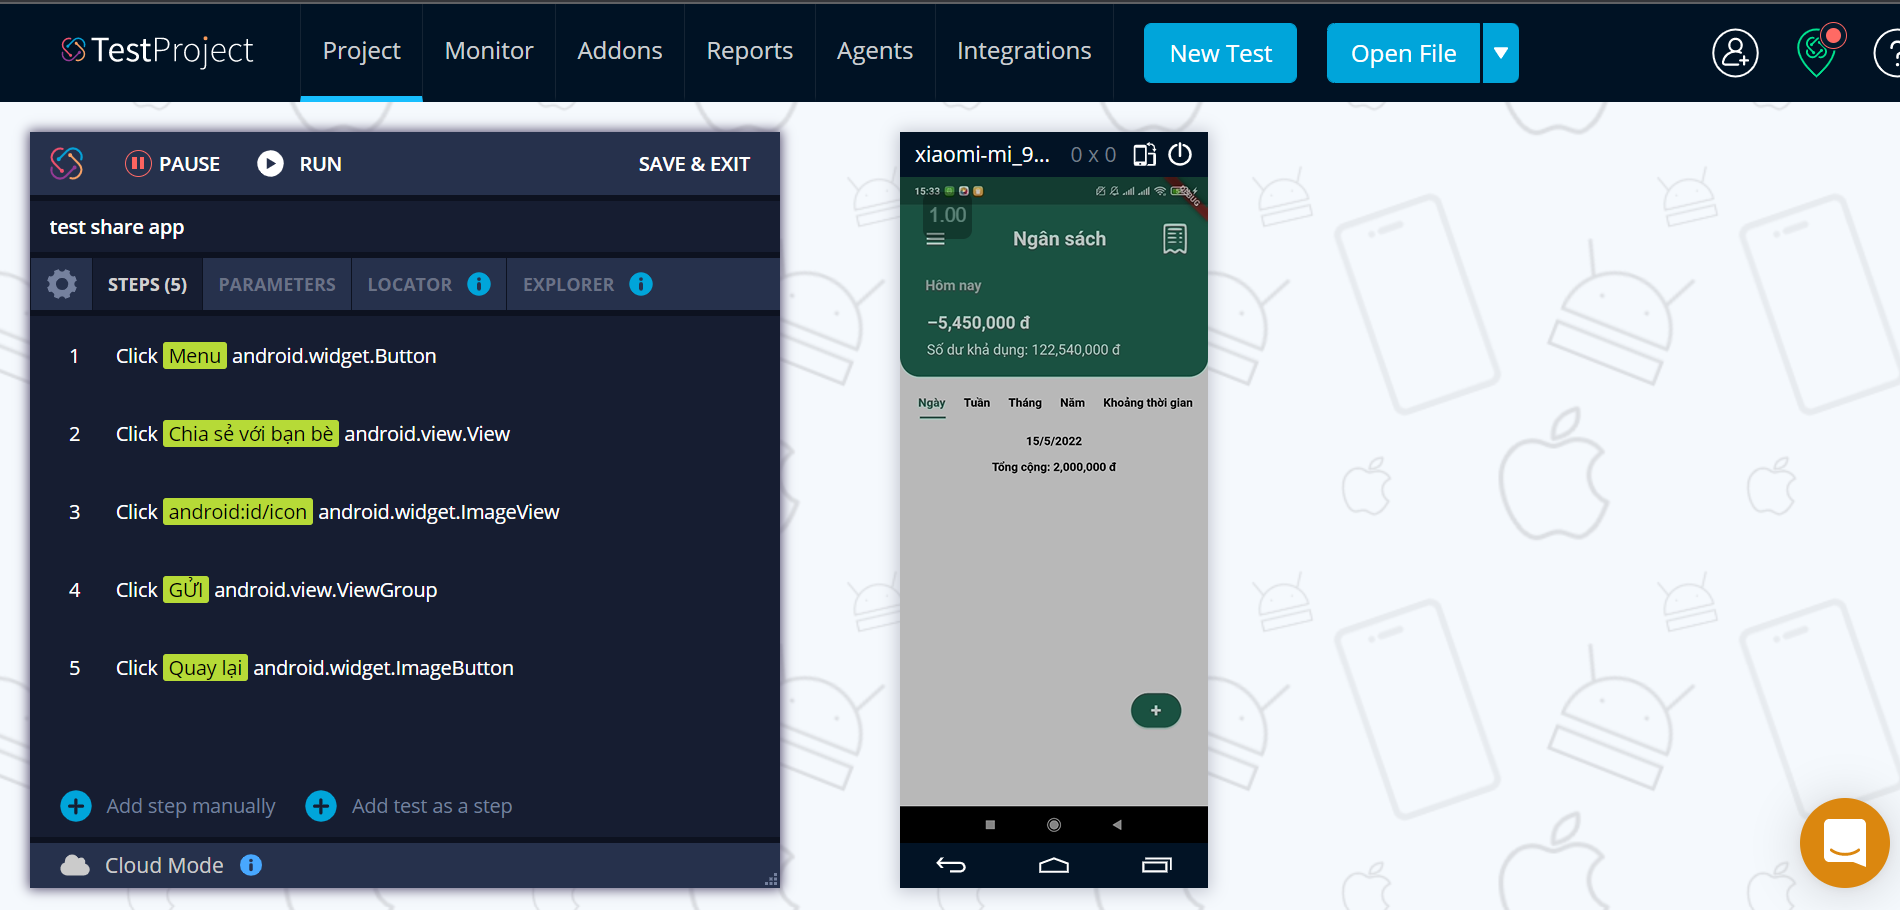 TestProject
Project
Monitor
Addons
Reports
Agents
Integrations
New Test
Open File
?
PAUSE
RUN
SAVE & EXIT
test share app
STEPS (5)
PARAMETERS
LOCATOR i
EXPLORER i
1 Click Menu android.widget.Button
2 Click Chia sẻ với bạn bè android.view.View
3 Click android:id/icon android.widget.ImageView
4 Click GỬI android.view.ViewGroup
5 Click Quay lại android.widget.ImageButton
Add step manually
Add test as a step
Cloud Mode i
xiaomi-mi_9... 0 x 0
15:33
1.00
Ngân sách
Hôm nay
–5,450,000 đ
Số dư khả dụng: 122,540,000 đ
Ngày Tuần Tháng Năm Khoảng thời gian
15/5/2022
Tổng cộng: 2,000,000 đ
+